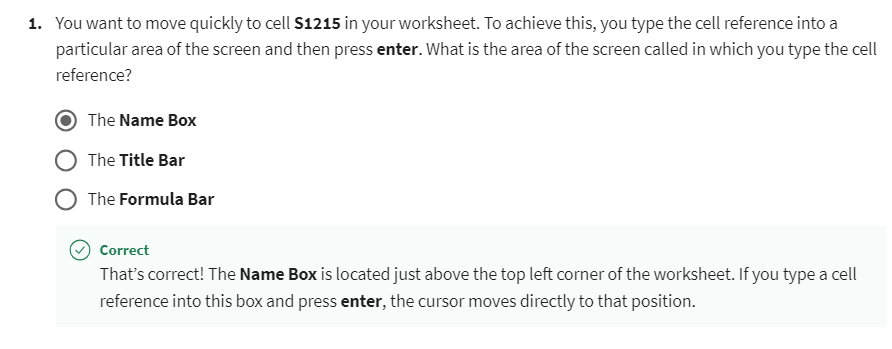 1. You want to move quickly to cell S1215 in your worksheet. To achieve this, you type the cell reference into a
particular area of the screen and then press enter. What is the area of the screen called in which you type the cell
reference?
The Name Box
The Title Bar
The Formula Bar
Correct
That's correct! The Name Box is located just above the top left corner of the worksheet. If you type a cell
reference into this box and press enter, the cursor moves directly to that position.